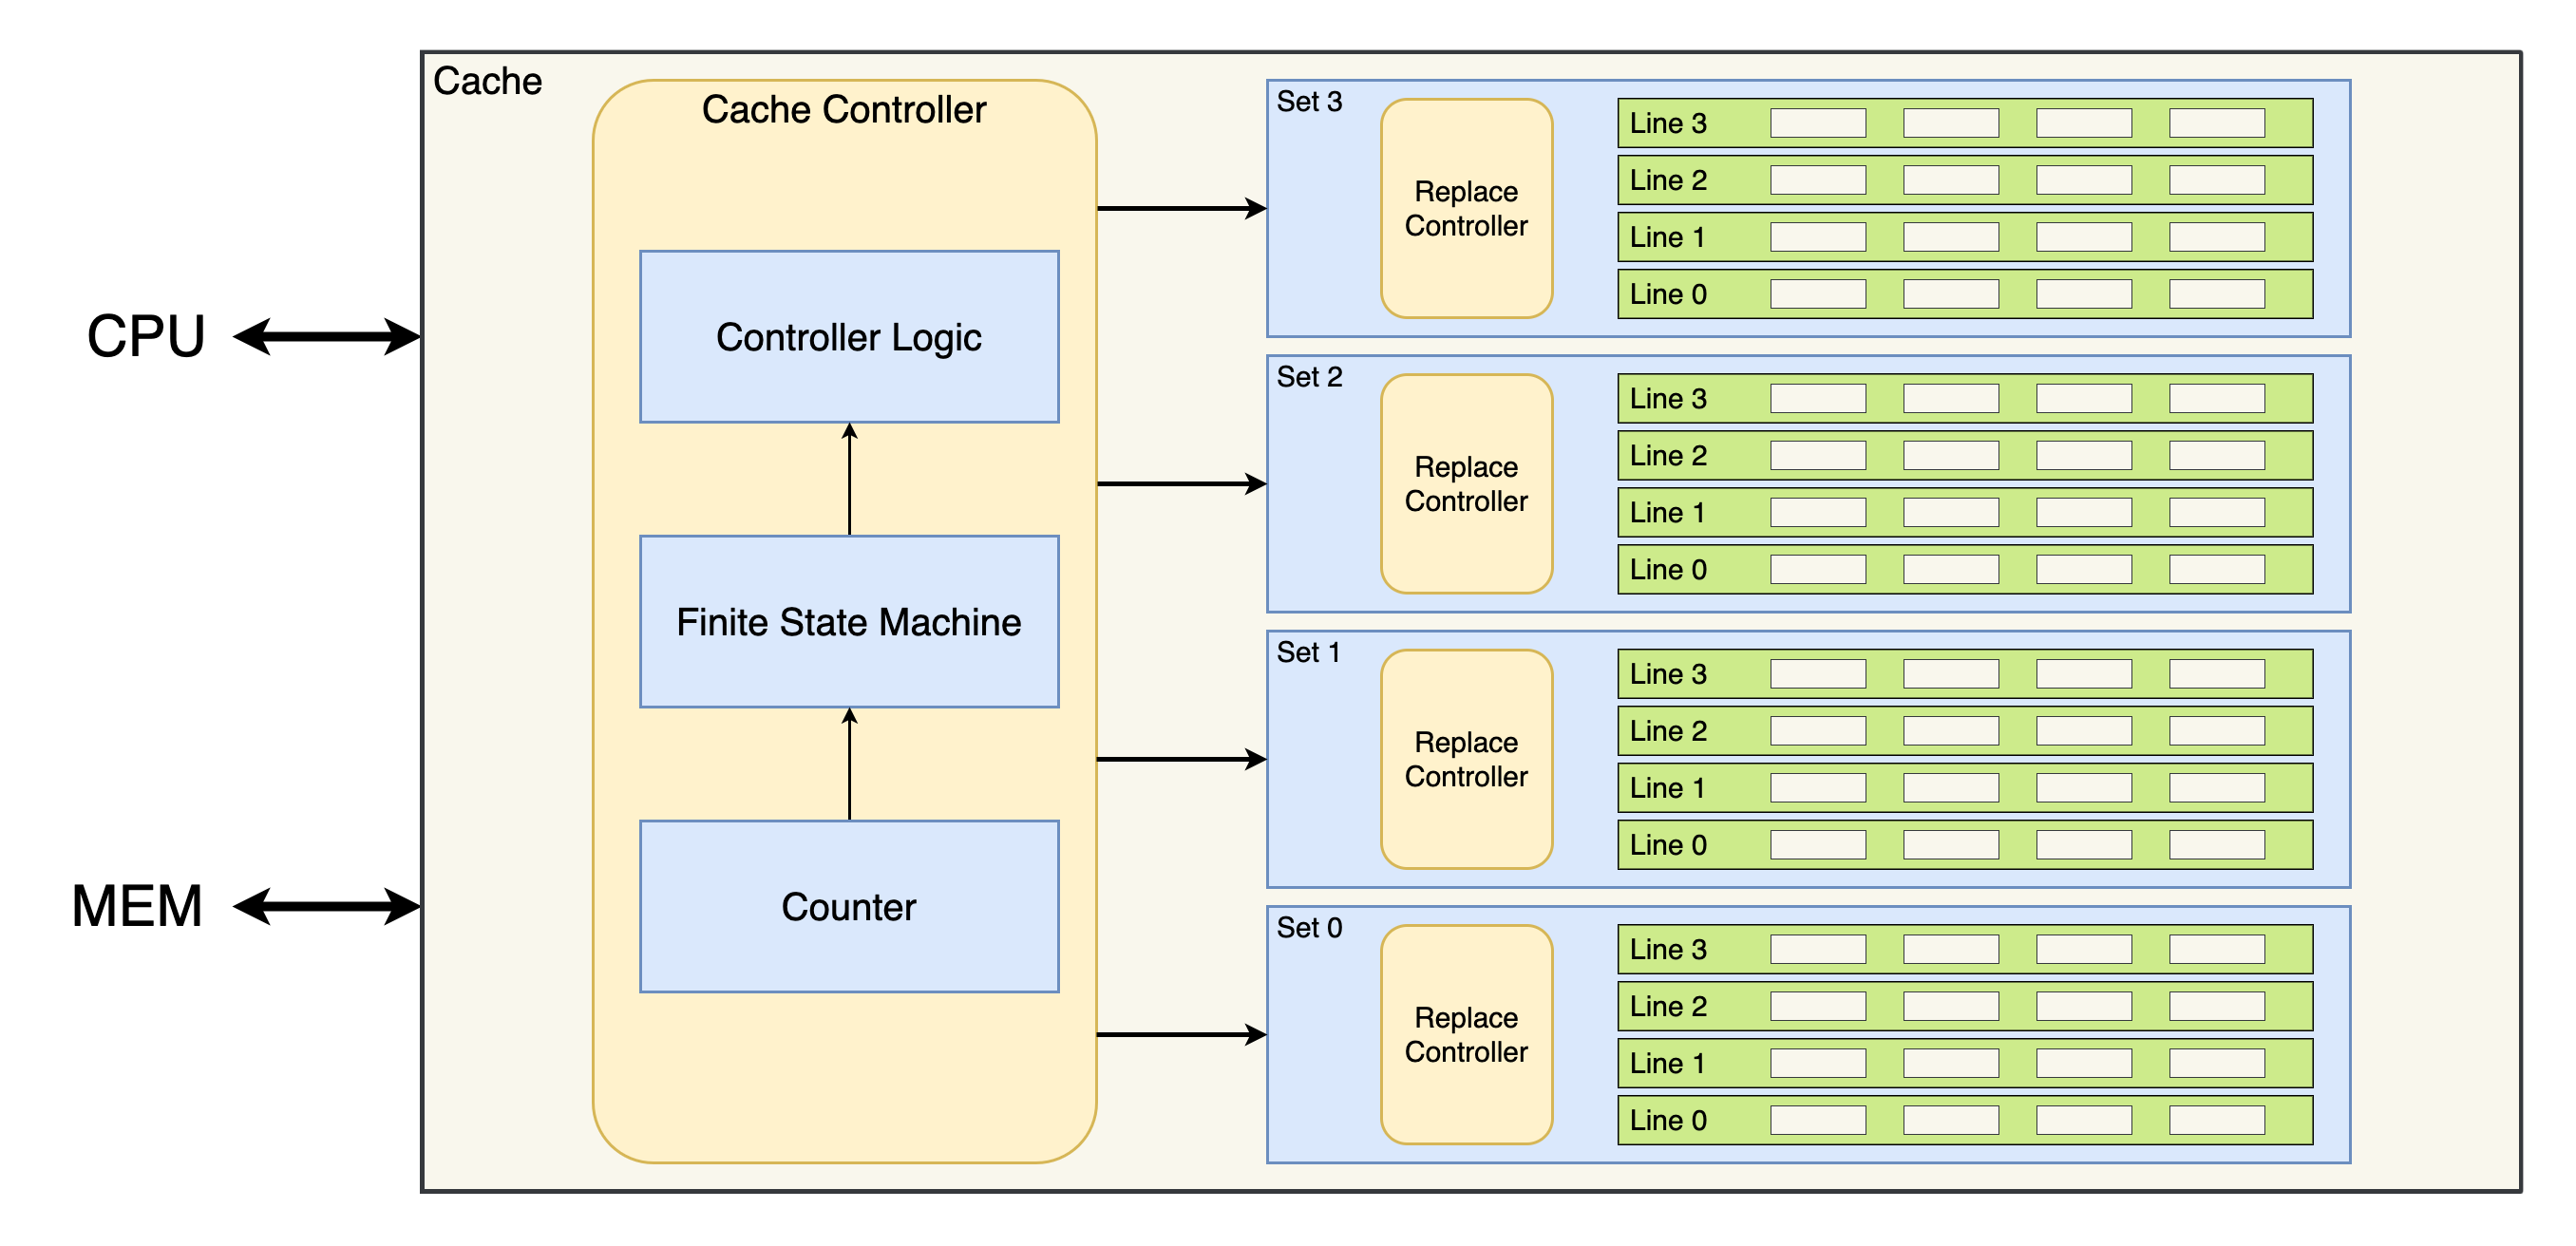 Cache
Cache Controller
Controller Logic
Finite State Machine
Counter
CPU
MEM
Set 3
Replace
Controller
Line 3
Line 2
Line 1
Line 0
Set 2
Replace
Controller
Line 3
Line 2
Line 1
Line 0
Set 1
Replace
Controller
Line 3
Line 2
Line 1
Line 0
Set 0
Replace
Controller
Line 3
Line 2
Line 1
Line 0